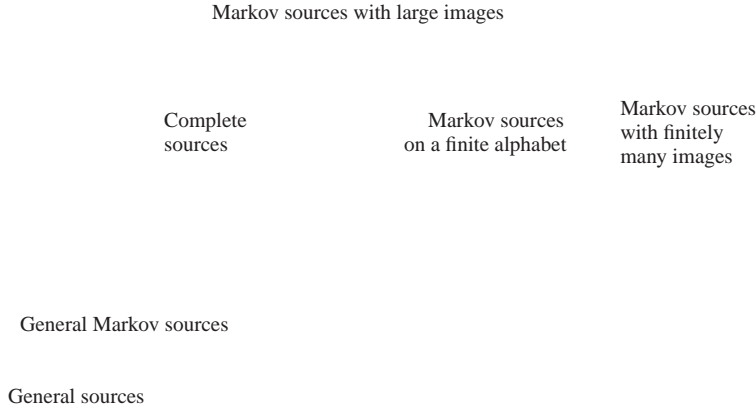 Markov sources with large images
Complete
sources
Markov sources
on a finite alphabet
Markov sources
with finitely
many images
General Markov sources
General sources